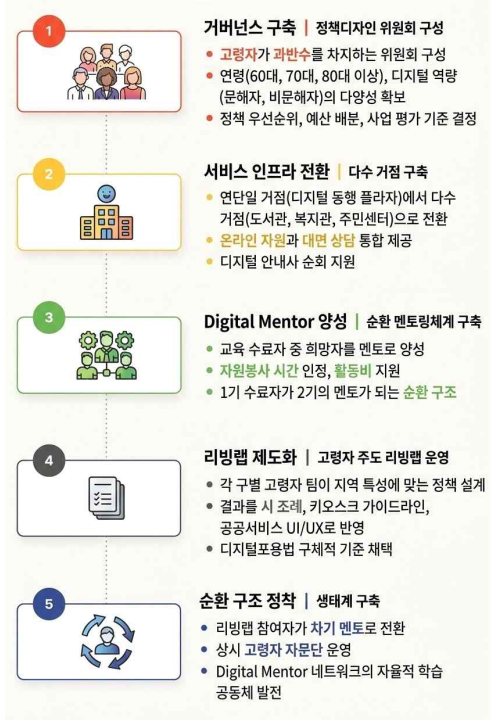 1
거버넌스 구축 | 정책디자인 위원회 구성
• 고령자가 과반수를 차지하는 위원회 구성
• 연령(60대, 70대, 80대 이상), 디지털 역량
(문해자, 비문해자)의 다양성 확보
• 정책 우선순위, 예산 배분, 사업 평가 기준 결정
2
서비스 인프라 전환 | 다수 거점 구축
• 연단일 거점(디지털 동행 플라자)에서 다수
거점(도서관, 복지관, 주민센터)으로 전환
• 온라인 자원과 대면 상담 통합 제공
• 디지털 안내사 순회 지원
3
Digital Mentor 양성 | 순환 멘토링체계 구축
• 교육 수료자 중 희망자를 멘토로 양성
• 자원봉사 시간 인정, 활동비 지원
• 1기 수료자가 2기의 멘토가 되는 순환 구조
4
리빙랩 제도화 | 고령자 주도 리빙랩 운영
• 각 구별 고령자 팀이 지역 특성에 맞는 정책 설계
• 결과를 시 조례, 키오스크 가이드라인,
공공서비스 UI/UX로 반영
• 디지털포용법 구체적 기준 채택
5
순환 구조 정착 | 생태계 구축
• 리빙랩 참여자가 차기 멘토로 전환
• 상시 고령자 자문단 운영
• Digital Mentor 네트워크의 자율적 학습
공동체 발전